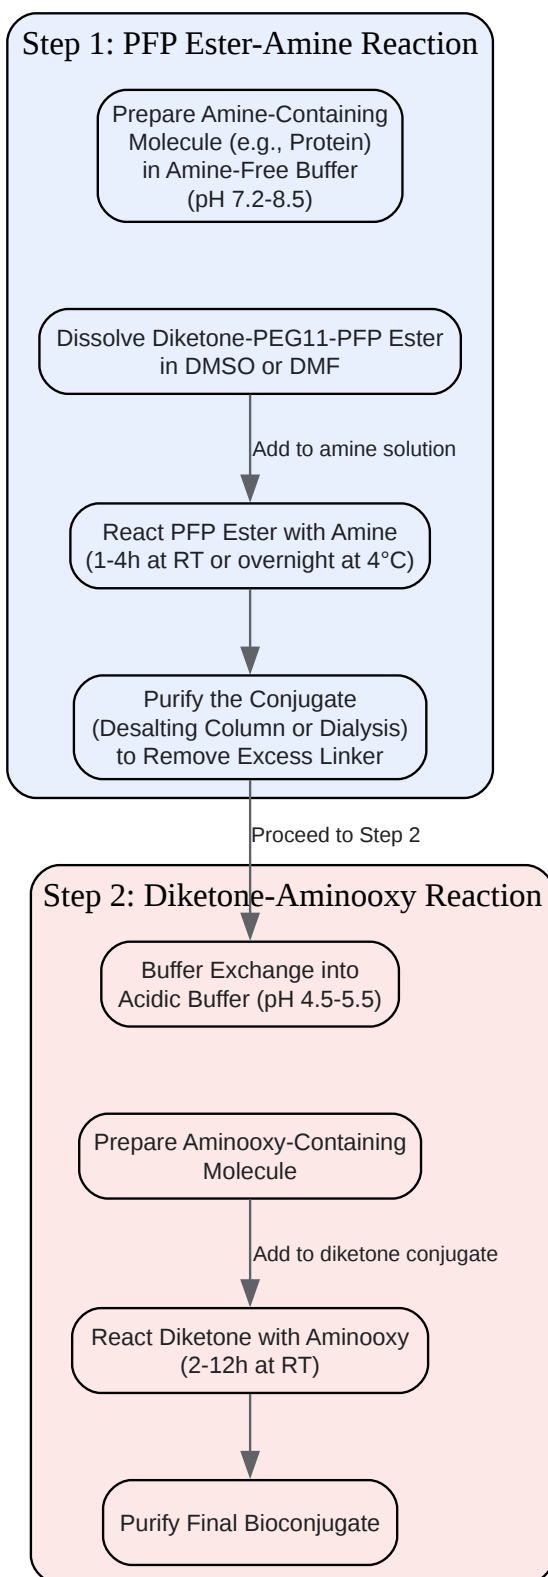 Step 1: PFP Ester-Amine Reaction
Prepare Amine-Containing
Molecule (e.g., Protein)
in Amine-Free Buffer
(pH 7.2-8.5)
Dissolve Diketone-PEG11-PFP Ester
in DMSO or DMF
Add to amine solution
React PFP Ester with Amine
(1-4h at RT or overnight at 4°C)
Purify the Conjugate
(Desalting Column or Dialysis)
to Remove Excess Linker
Proceed to Step 2
Step 2: Diketone-Aminooxy Reaction
Buffer Exchange into
Acidic Buffer (pH 4.5-5.5)
Prepare Aminooxy-Containing
Molecule
Add to diketone conjugate
React Diketone with Aminooxy
(2-12h at RT)
Purify Final Bioconjugate